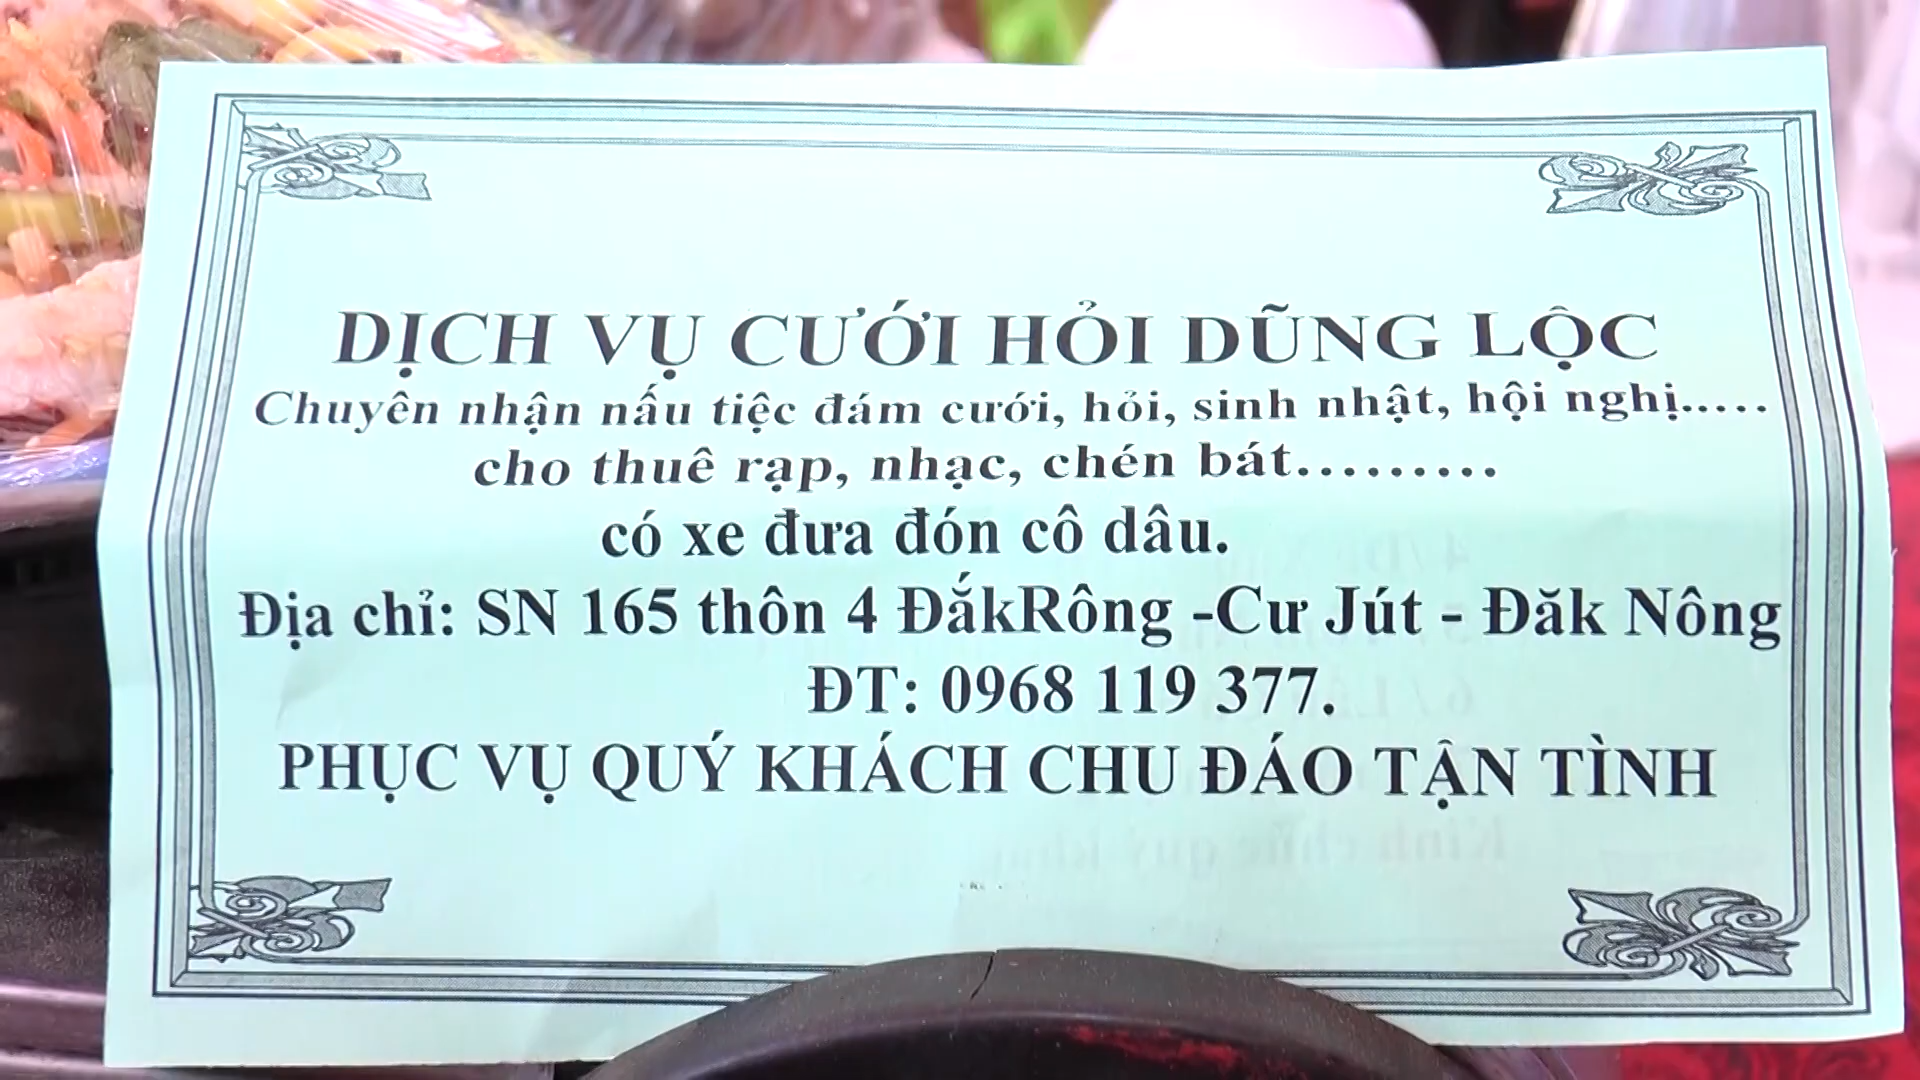 DỊCH VỤ CƯỚI HỎI DŨNG LỘC
Chuyên nhận nấu tiệc đám cưới, hỏi, sinh nhật, hội nghị.....
cho thuê rạp, nhạc, chén bát.........
có xe đưa đón cô dâu.
Địa chỉ: SN 165 thôn 4 ĐắkRông -Cư Jút - Đăk Nông
ĐT: 0968 119 377.
PHỤC VỤ QUÝ KHÁCH CHU ĐÁO TẬN TÌNH